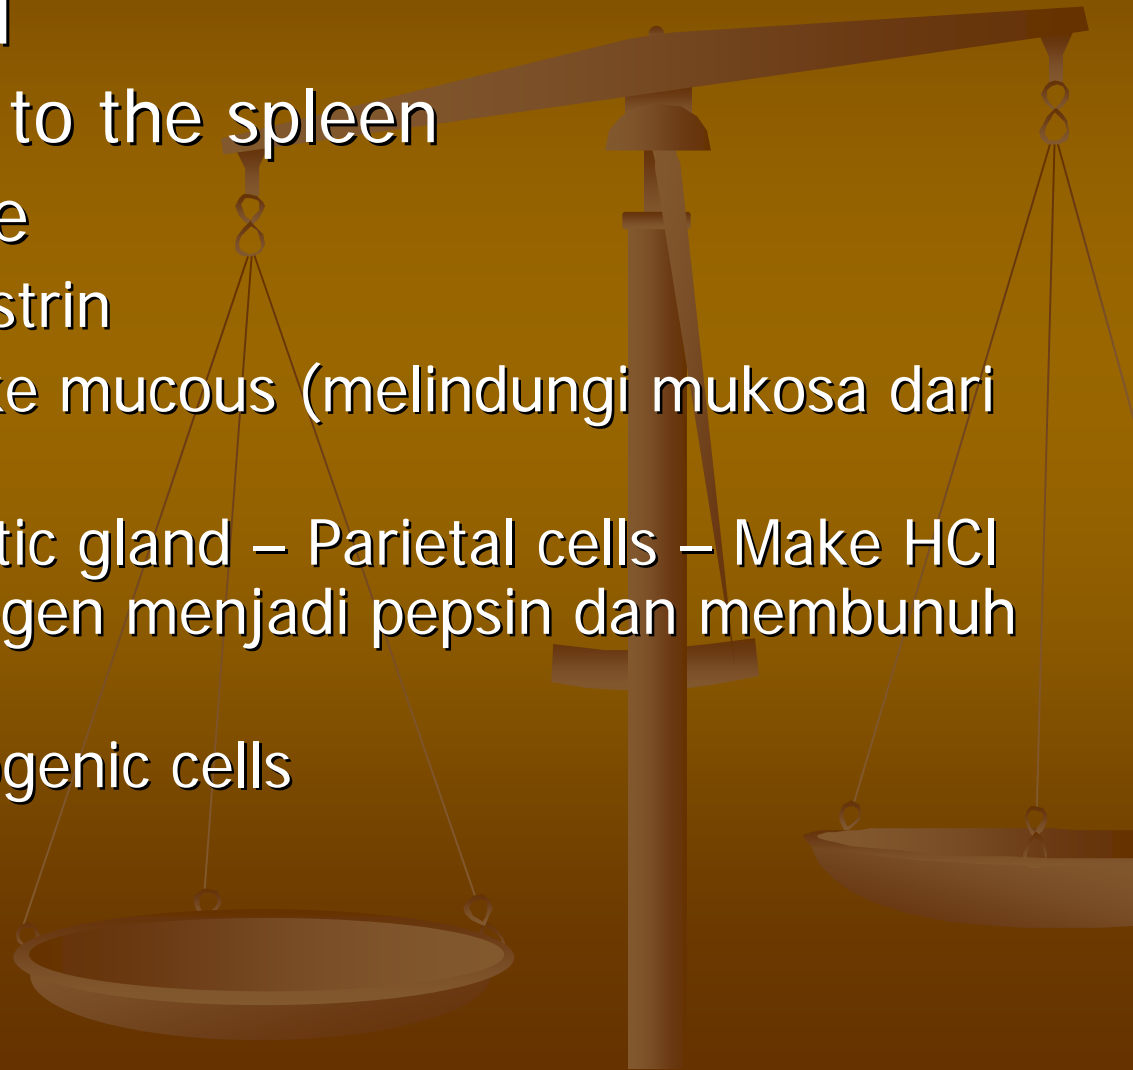 to the spleen
e
strin
ke mucous (melindungi mukosa dari
tic gland – Parietal cells – Make HCl
gen menjadi pepsin dan membunuh
ogenic cells